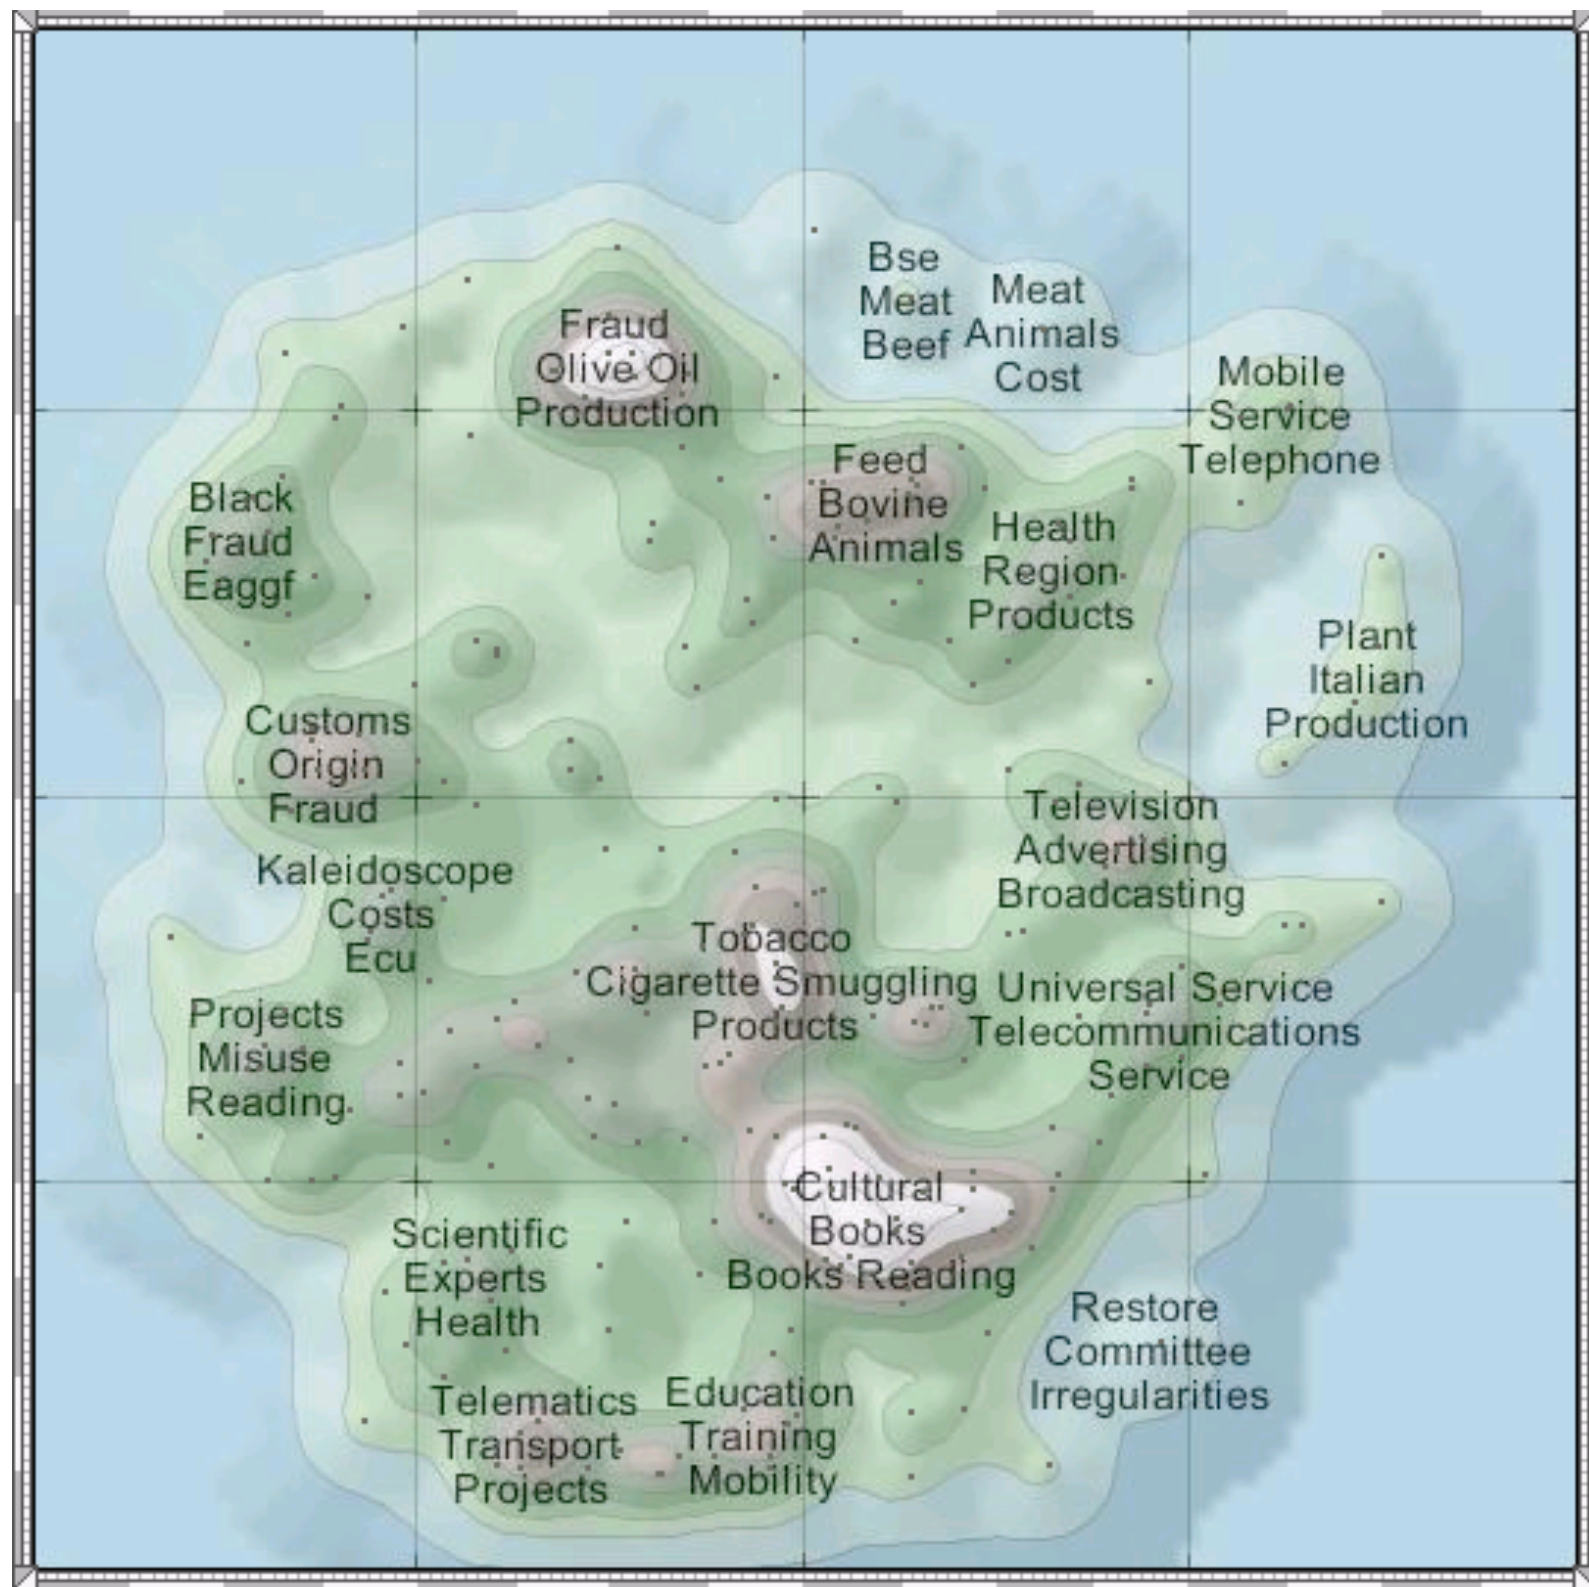 Bse
Meat
Beef
Meat
Animals
Cost
Fraud
Olive Oil
Production
Mobile
Service
Telephone
Feed
Bovine
Animals
Black
Fraud
Eaggf
Health
Region
Products
Plant
Italian
Production
Customs
Origin
Fraud
Television
Advertising
Broadcasting
Kaleidoscope
Costs
Ecu
Tobacco
Cigarette Smuggling
Products
Universal Service
Telecommunications
Service
Projects
Misuse
Reading
Cultural
Books
Books Reading
Scientific
Experts
Health
Restore
Committee
Irregularities
Telematics
Transport
Projects
Education
Training
Mobility